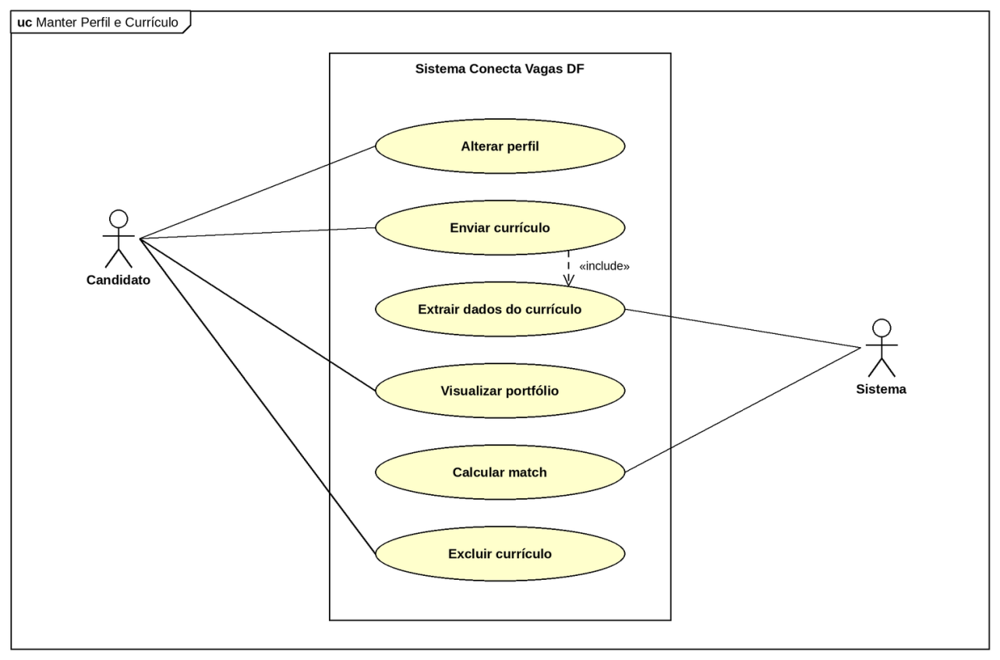 uc Manter Perfil e Currículo
Sistema Conecta Vagas DF
Alterar perfil
Enviar currículo
«include»
Candidato
Extrair dados do currículo
Visualizar portfólio
Sistema
Calcular match
Excluir currículo